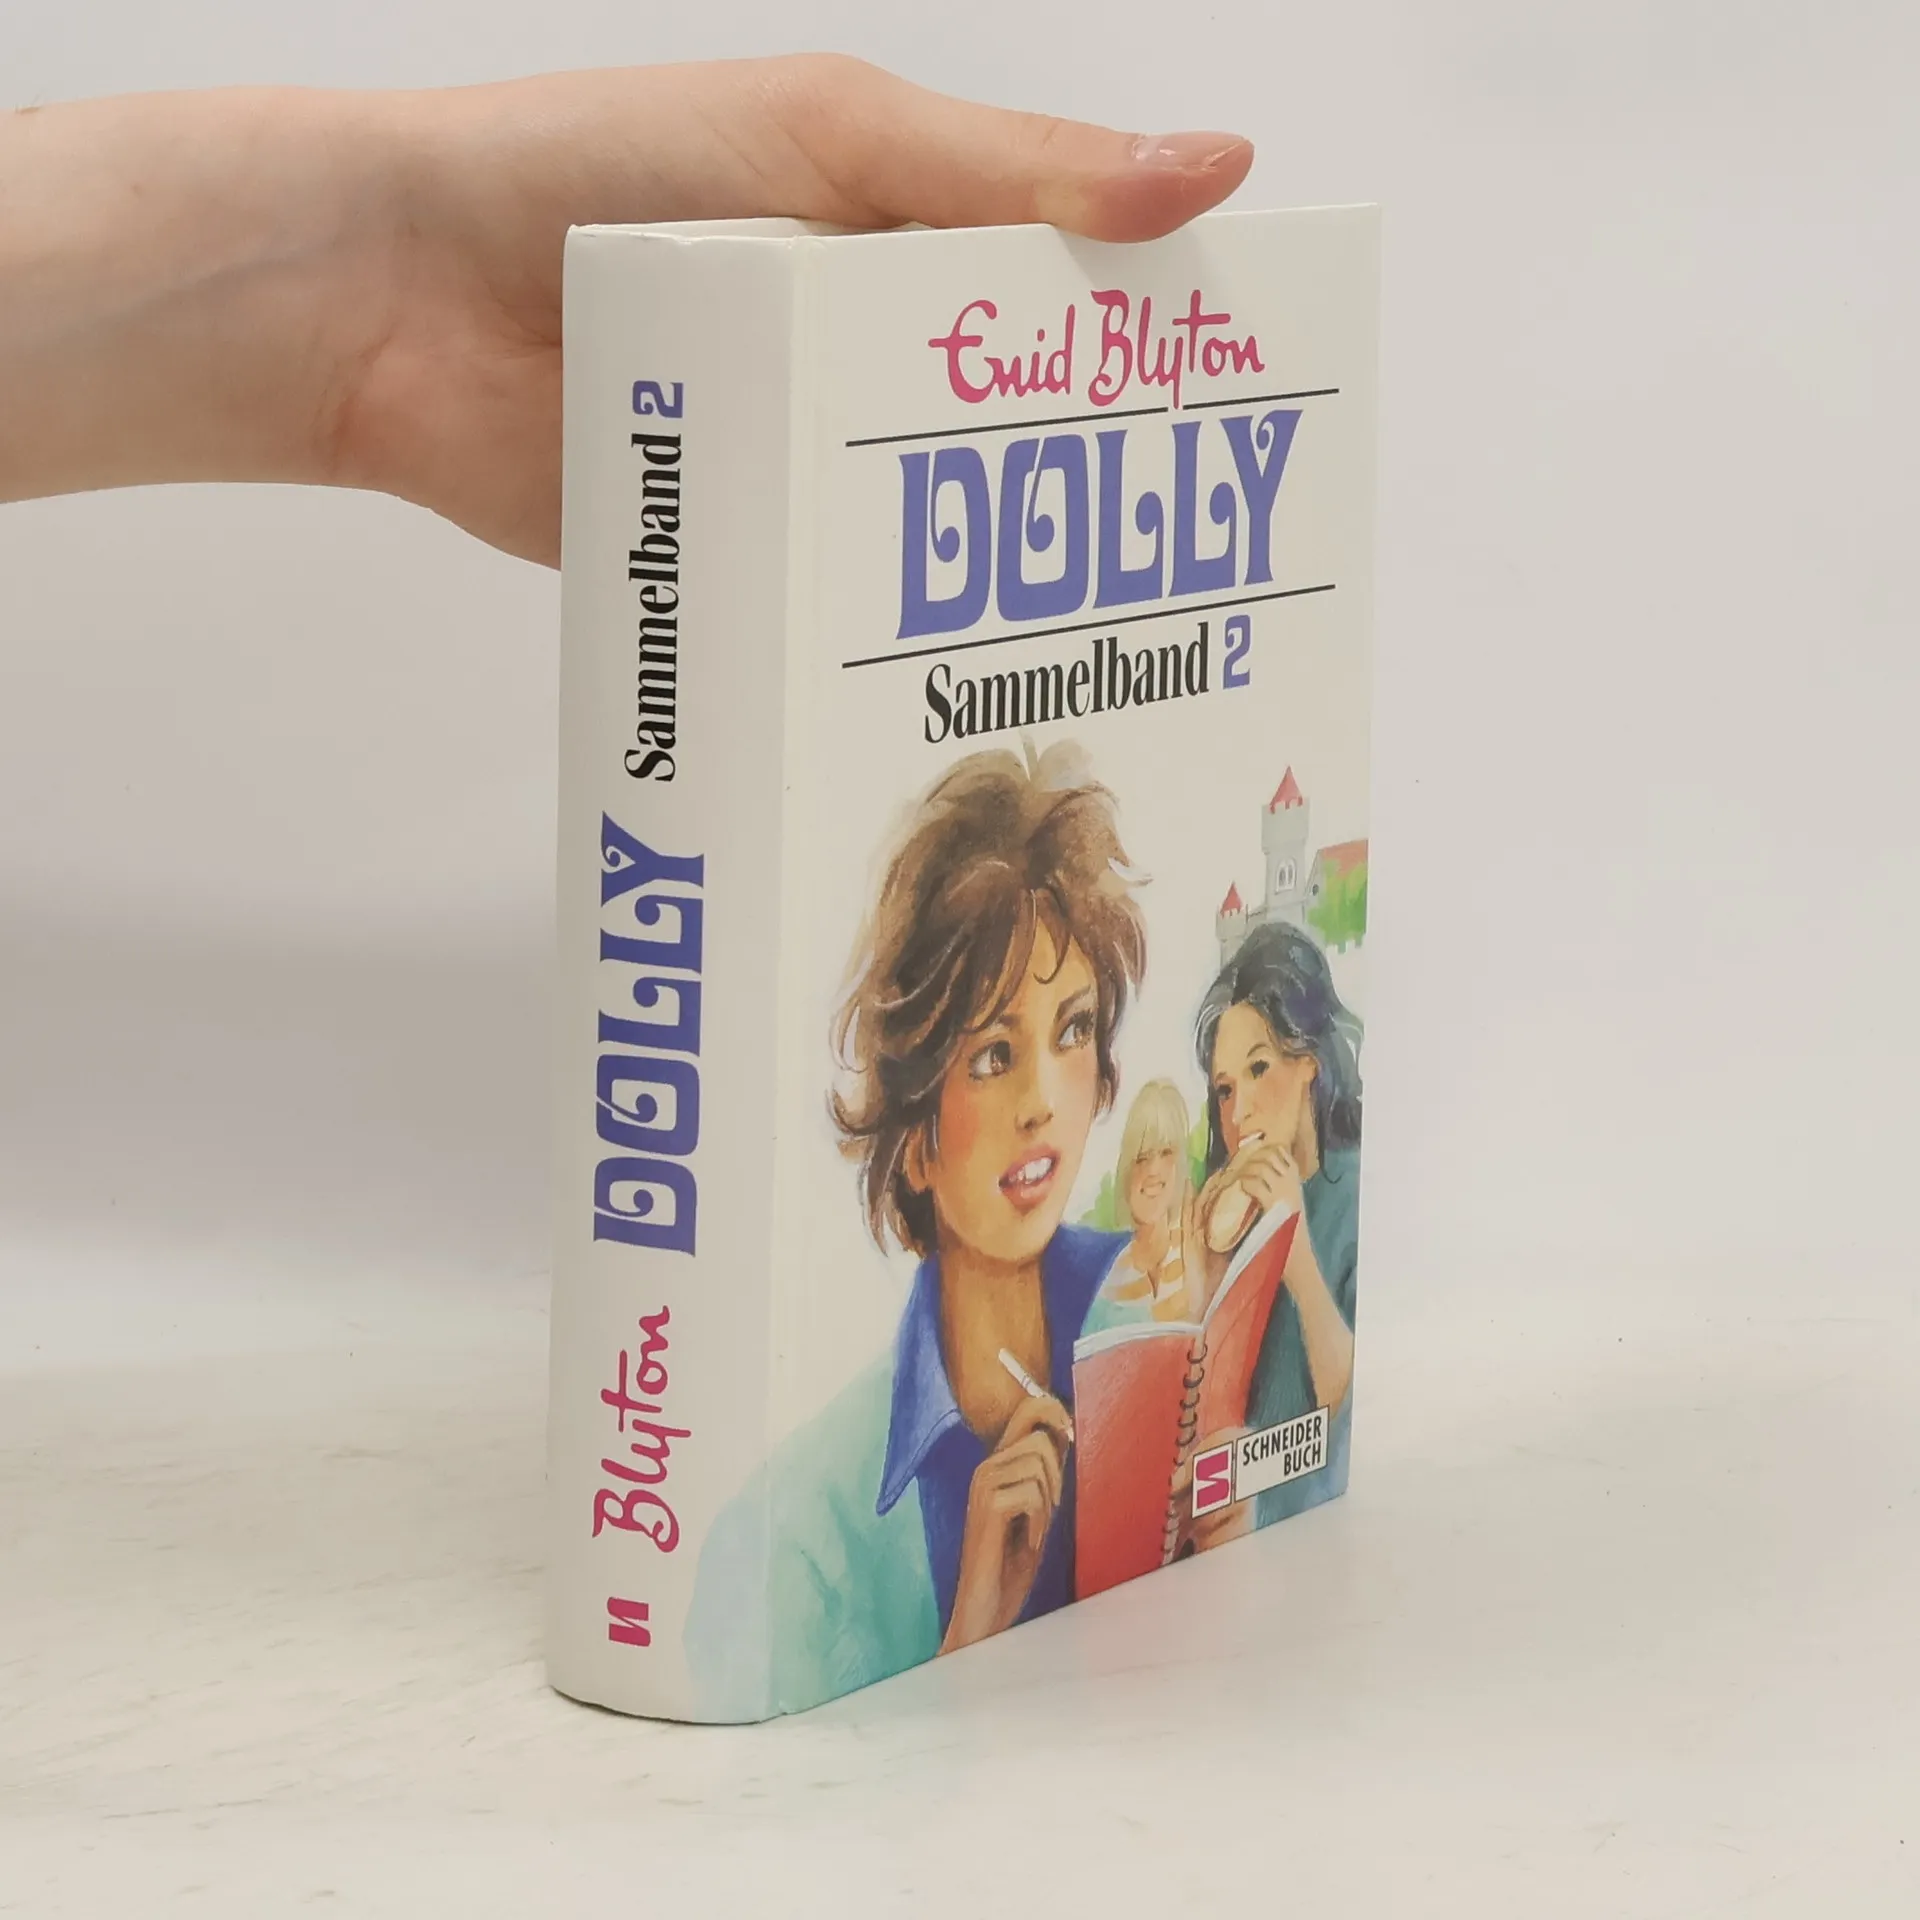 Enid Blyton
DOLLY
Sammelband 2
SCHNEIDER
BUCH
Blyton DOLLY Sammelband 2